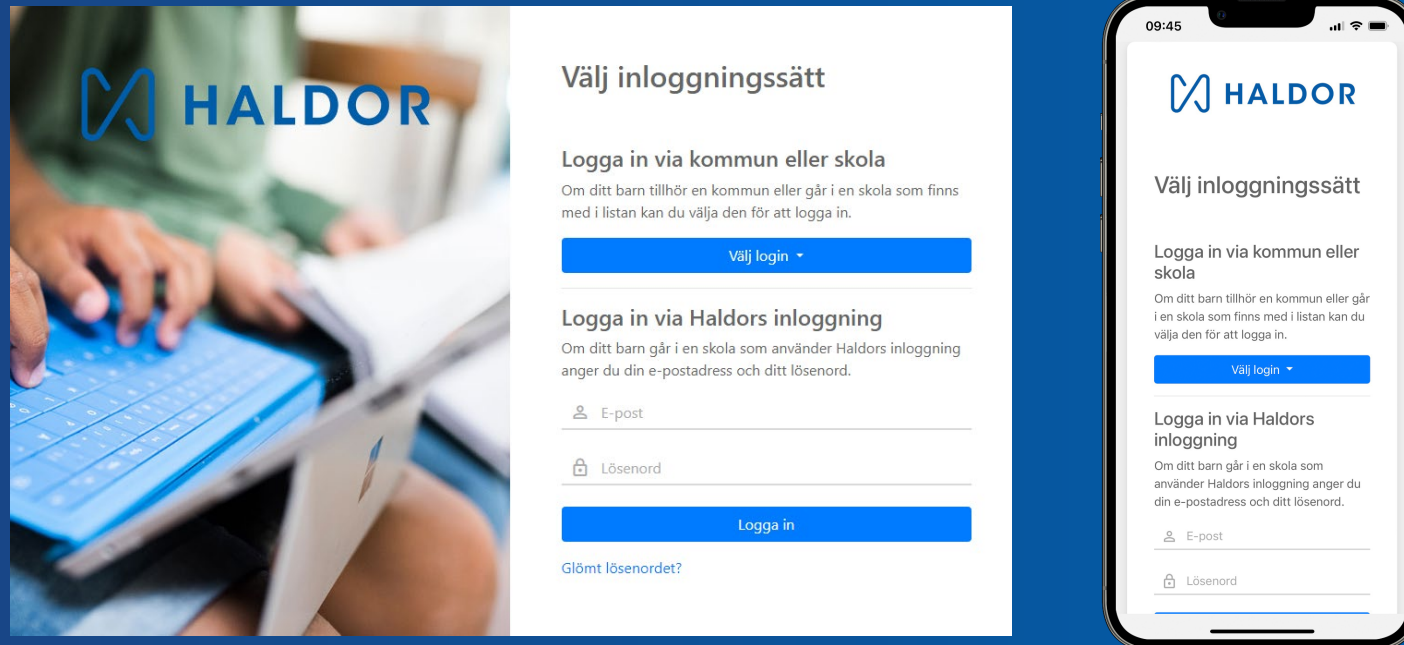 HALDOR
Välj inloggningssätt
Logga in via kommun eller skola
Om ditt barn tillhör en kommun eller går i en skola som finns
med i listan kan du välja den för att logga in.
Välj login
Logga in via Haldors inloggning
Om ditt barn går i en skola som använder Haldors inloggning
anger du din e-postadress och ditt lösenord.
E-post
Lösenord
Logga in
Glömt lösenordet?
09:45
HALDOR
Välj inloggningssätt
Logga in via kommun eller
skola
Om ditt barn tillhör en kommun eller går
i en skola som finns med i listan kan du
välja den för att logga in.
Välj login
Logga in via Haldors
inloggning
Om ditt barn går i en skola som
använder Haldors inloggning anger du
din e-postadress och ditt lösenord.
E-post
Lösenord